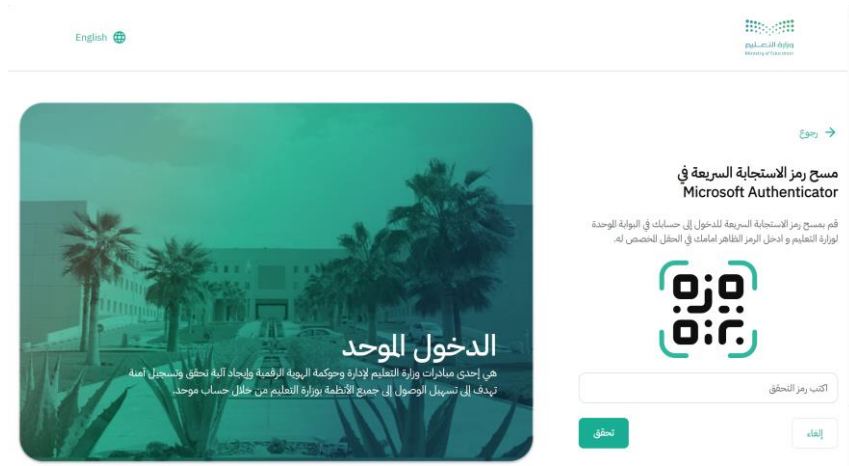 English
وزارة التعـــليم
Ministry of Education
رجوع
مسح رمز الاستجابة السريعة في
Microsoft Authenticator
قم بمسح رمز الاستجابة السريعة للدخول إلى حسابك في البوابة الموحدة
لوزارة التعليم و ادخل الرمز الظاهر امامك في الحقل المخصص له.
الدخول الموحد
هي إحدى مبادرات وزارة التعليم لإدارة وحوكمة الهوية الرقمية وإيجاد آلية تحقق وتسجيل آمنة
تهدف إلى تسهيل الوصول إلى جميع الأنظمة بوزارة التعليم من خلال حساب موحد.
اكتب رمز التحقق
إلغاء
تحقق